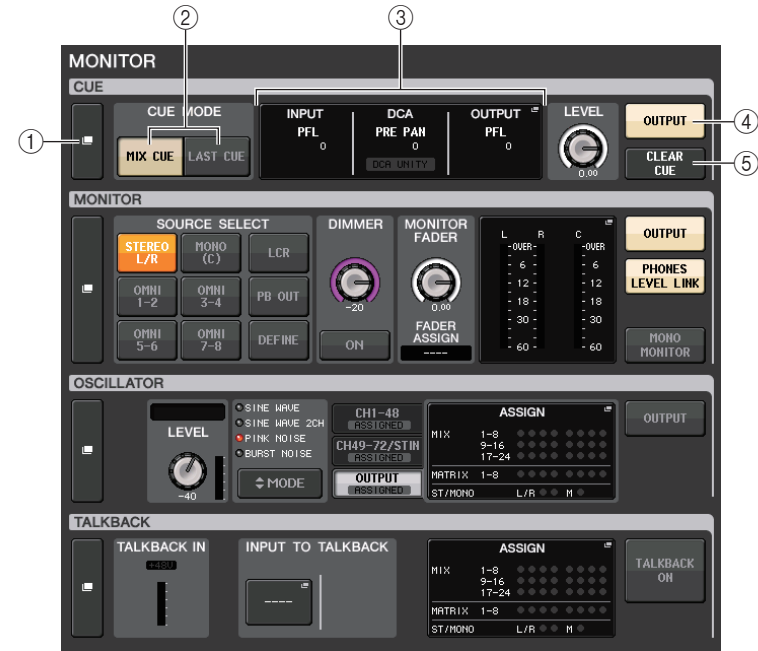 ② ③
MONITOR
CUE
①
CUE MODE
MIX CUE
LAST CUE
INPUT
PFL
0
DCA
PRE PAN
0
DCA UNITY
OUTPUT
PFL
0
LEVEL
0.00
OUTPUT
④
CLEAR
CUE
⑤
MONITOR
SOURCE SELECT
STEREO
L/R
MONO
(C)
LCR
OMNI
1-2
OMNI
3-4
PB OUT
OMNI
5-6
OMNI
7-8
DEFINE
DIMMER
-20
ON
MONITOR
FADER
0.00
FADER
ASSIGN
----
L R C
-OVER- -OVER
- 6 - - 6
- 12 - - 12
- 18 - - 18
- 30 - - 30
- 60 - - 60
OUTPUT
PHONES
LEVEL LINK
MONO
MONITOR
OSCILLATOR
LEVEL
-40
SINE WAVE
SINE WAVE 2CH
PINK NOISE
BURST NOISE
MODE
CH1-48
ASSIGNED
CH49-72/STIN
ASSIGNED
OUTPUT
ASSIGNED
ASSIGN
MIX 1-8
9-16
17-24
MATRIX 1-8
ST/MONO L/R M
OUTPUT
TALKBACK
TALKBACK IN
+48V
INPUT TO TALKBACK
----
ASSIGN
MIX 1-8
9-16
17-24
MATRIX 1-8
ST/MONO L/R M
TALKBACK
ON